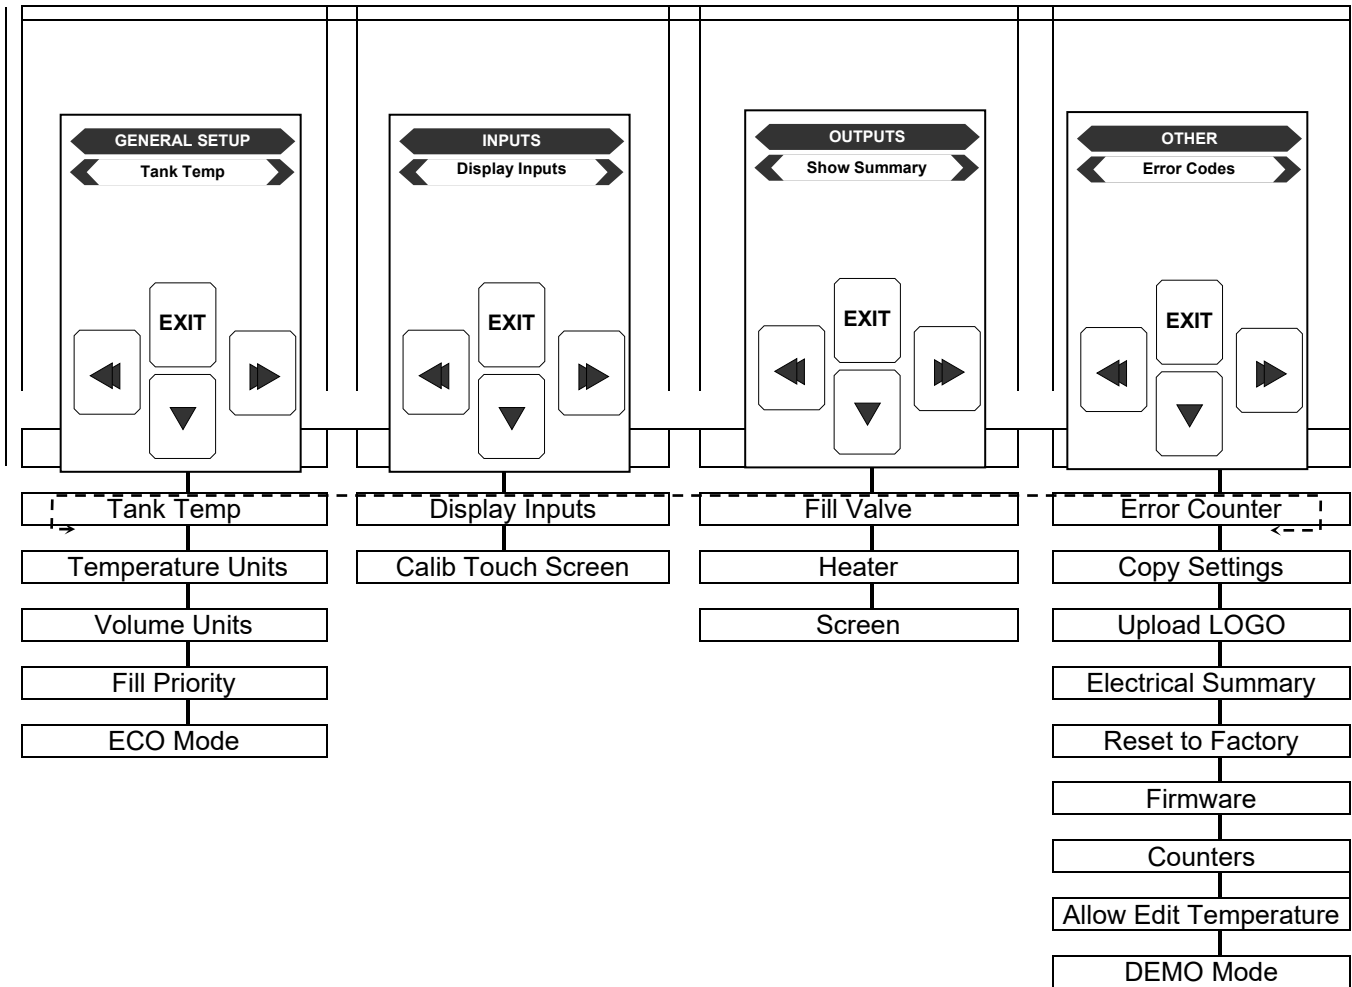 GENERAL SETUP
Tank Temp
EXIT
Tank Temp
Temperature Units
Volume Units
Fill Priority
ECO Mode
INPUTS
Display Inputs
EXIT
Display Inputs
Calib Touch Screen
OUTPUTS
Show Summary
EXIT
Fill Valve
Heater
Screen
OTHER
Error Codes
EXIT
Error Counter
Copy Settings
Upload LOGO
Electrical Summary
Reset to Factory
Firmware
Counters
Allow Edit Temperature
DEMO Mode